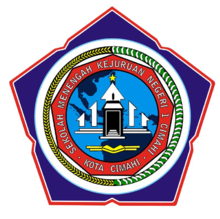 SEKOLAH MENENGAH KEJURUAN NEGERI 1 CIMAHI
KOTA CIMAHI